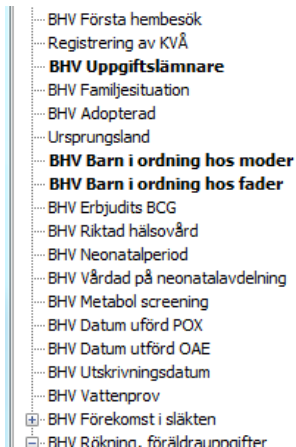 BHV Första hembesök
Registrering av KVÅ
BHV Uppgiftslämnare
BHV Familjesituation
BHV Adopterad
Ursprungsland
BHV Barn i ordning hos moder
BHV Barn i ordning hos fader
BHV Erbjudits BCG
BHV Riktad hälsovård
BHV Neonatalperiod
BHV Vårdad på neonatalavdelning
BHV Metabol screening
BHV Datum uförd POX
BHV Datum utförd OAE
BHV Utskrivningsdatum
BHV Vattenprov
BHV Förekomst i släkten
BHV Rökning, föräldrauppgifter